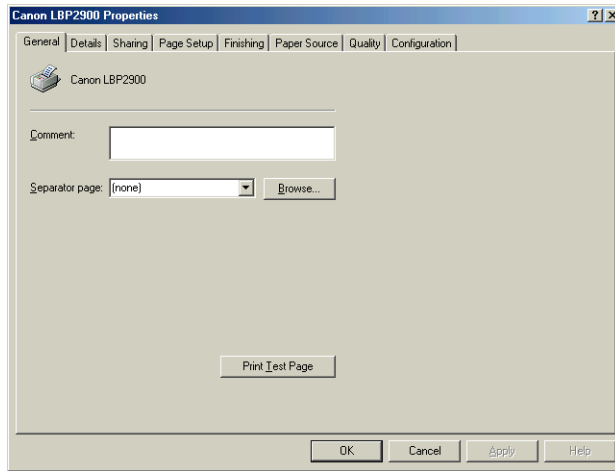 Canon LBP2900 Properties
General Details Sharing Page Setup Finishing Paper Source Quality Configuration
Canon LBP2900
Comment:
Separator page: (none) Browse...
Print Test Page
OK Cancel Apply Help